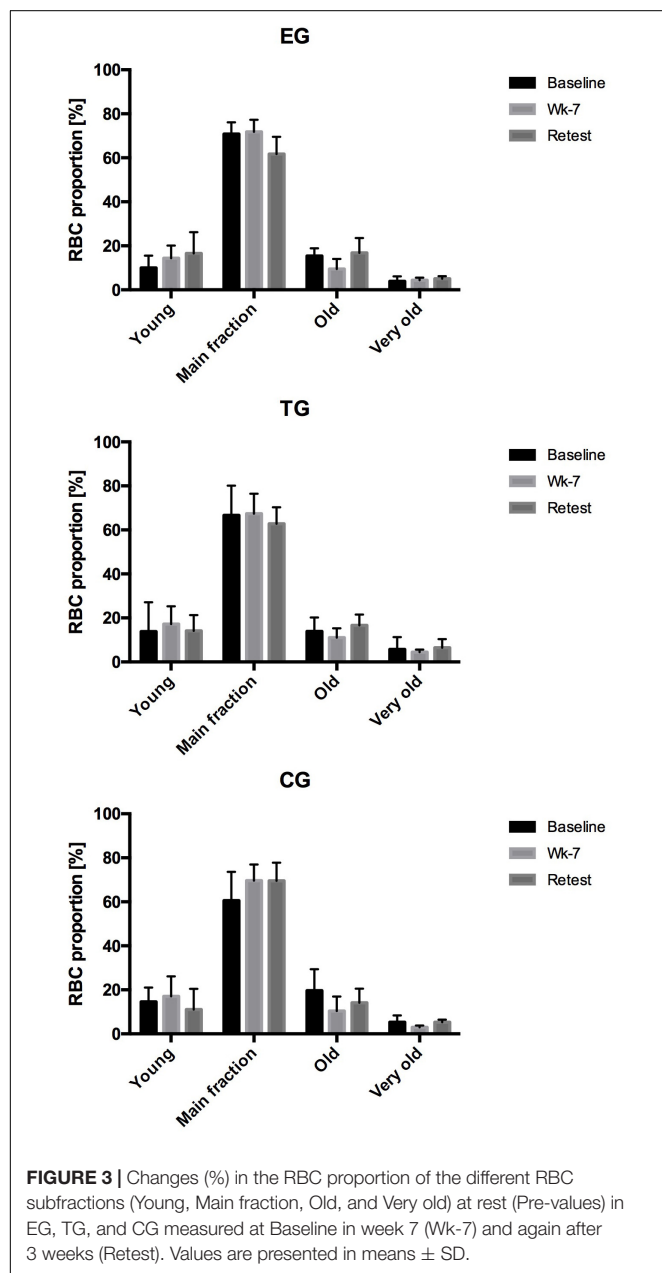 EG
100
80
60
40
20
0
RBC proportion [%]
Young
Main fraction
Old
Very old
Baseline
Wk-7
Retest
TG
100
80
60
40
20
0
RBC proportion [%]
Young
Main fraction
Old
Very old
Baseline
Wk-7
Retest
CG
100
80
60
40
20
0
RBC proportion [%]
Young
Main fraction
Old
Very old
Baseline
Wk-7
Retest
FIGURE 3 | Changes (%) in the RBC proportion of the different RBC
subfractions (Young, Main fraction, Old, and Very old) at rest (Pre-values) in
EG, TG, and CG measured at Baseline in week 7 (Wk-7) and again after
3 weeks (Retest). Values are presented in means ± SD.